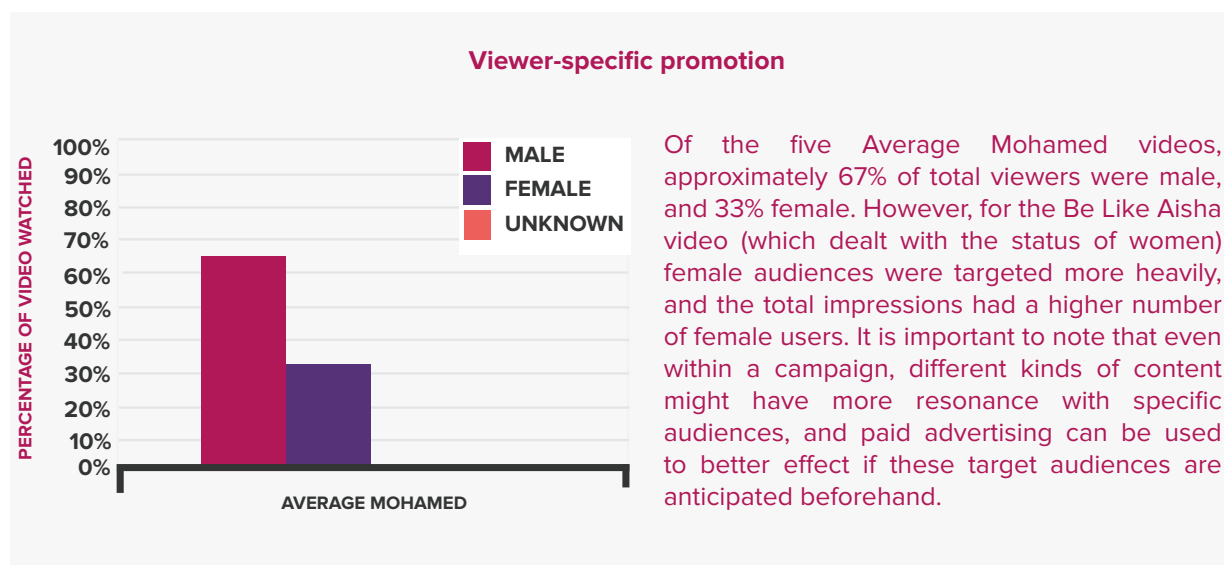 Viewer-specific promotion
PERCENTAGE OF VIDEO WATCHED
100%
90%
80%
70%
60%
50%
40%
30%
20%
10%
0%
MALE
FEMALE
UNKNOWN
AVERAGE MOHAMED
Of the five Average Mohamed videos,
approximately 67% of total viewers were male,
and 33% female. However, for the Be Like Aisha
video (which dealt with the status of women)
female audiences were targeted more heavily,
and the total impressions had a higher number
of female users. It is important to note that even
within a campaign, different kinds of content
might have more resonance with specific
audiences, and paid advertising can be used
to better effect if these target audiences are
anticipated beforehand.